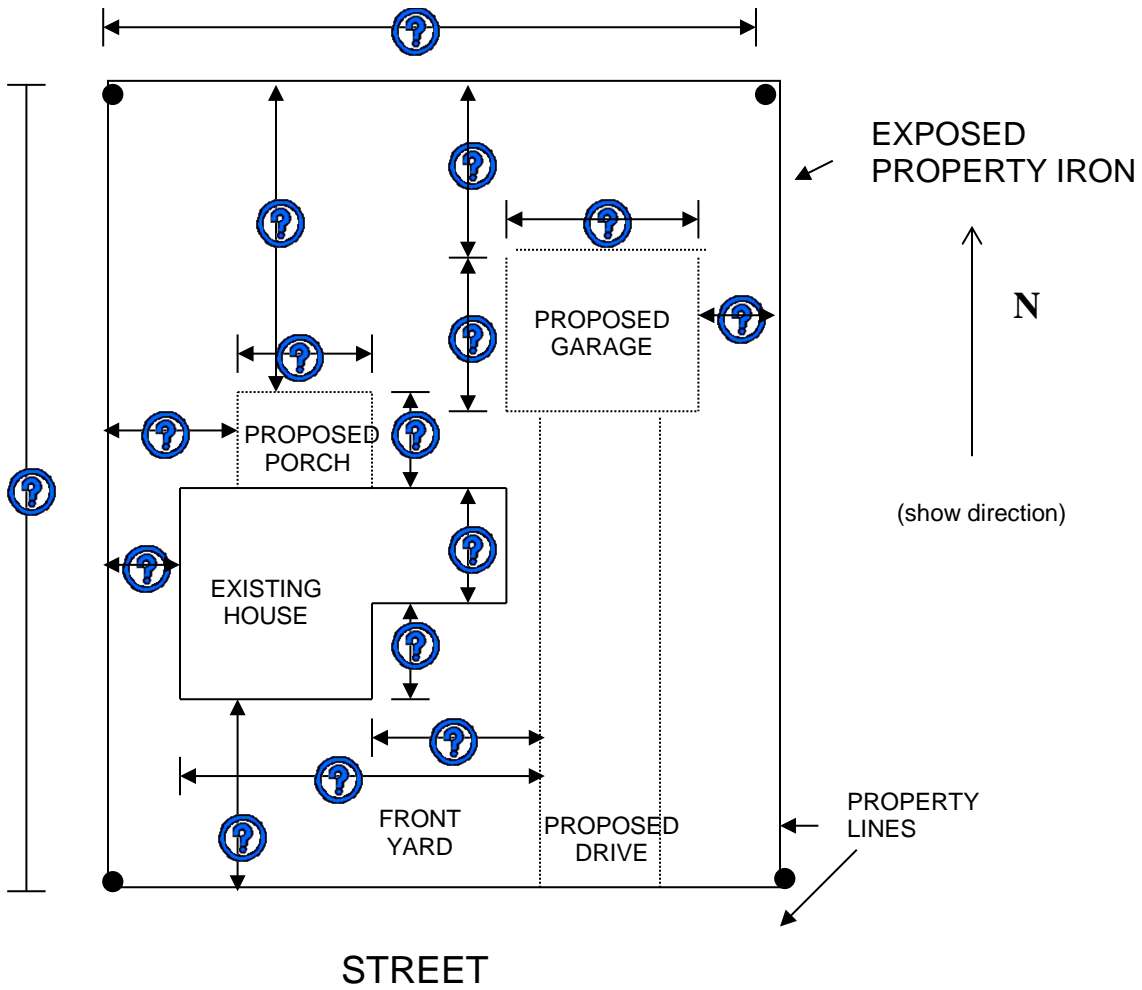 ?
?
EXPOSED
PROPERTY IRON
?
?
PROPOSED
GARAGE
?
N
?
?
?
PROPOSED
PORCH
?
?
(show direction)
?
?
EXISTING
HOUSE
?
?
?
PROPERTY
LINES
FRONT
YARD
PROPOSED
DRIVE
?
STREET